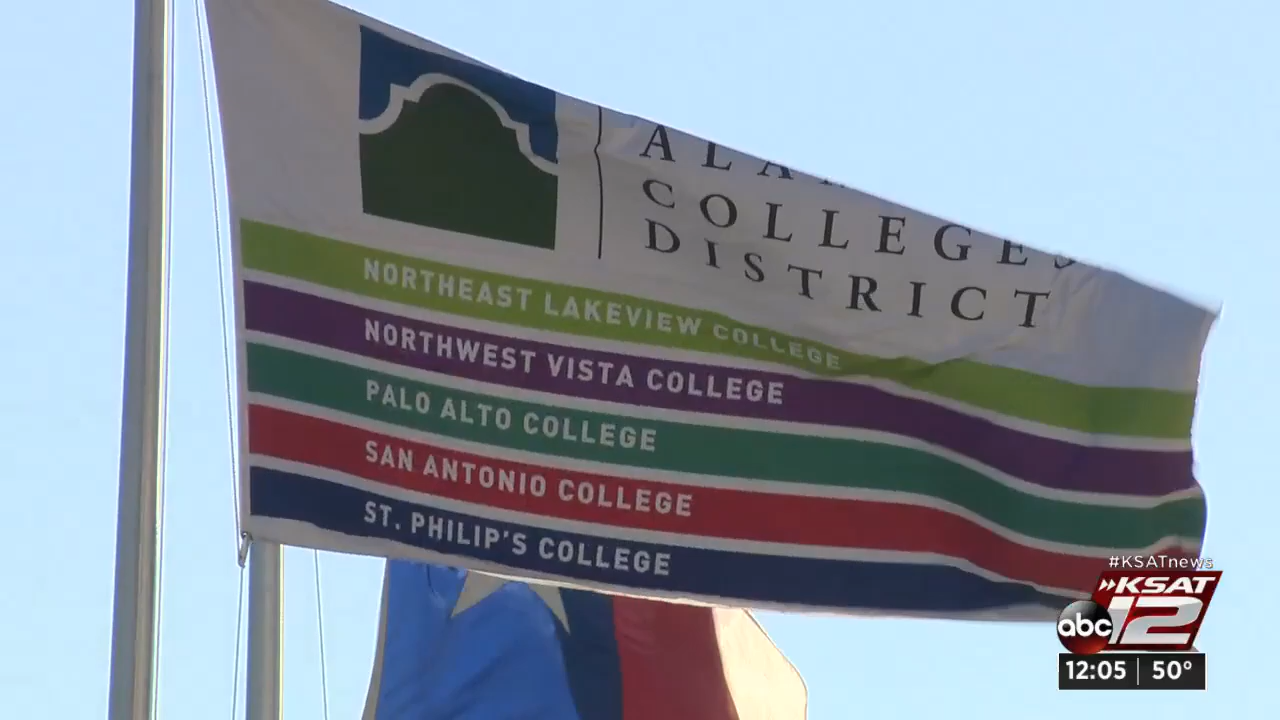 COLLEGES
DISTRICT
NORTHEAST LAKEVIEW COLLEGE
NORTHWEST VISTA COLLEGE
PALO ALTO COLLEGE
SAN ANTONIO COLLEGE
ST. PHILIP'S COLLEGE
#KSATnews
KSAT
abc 12
12:05 50°